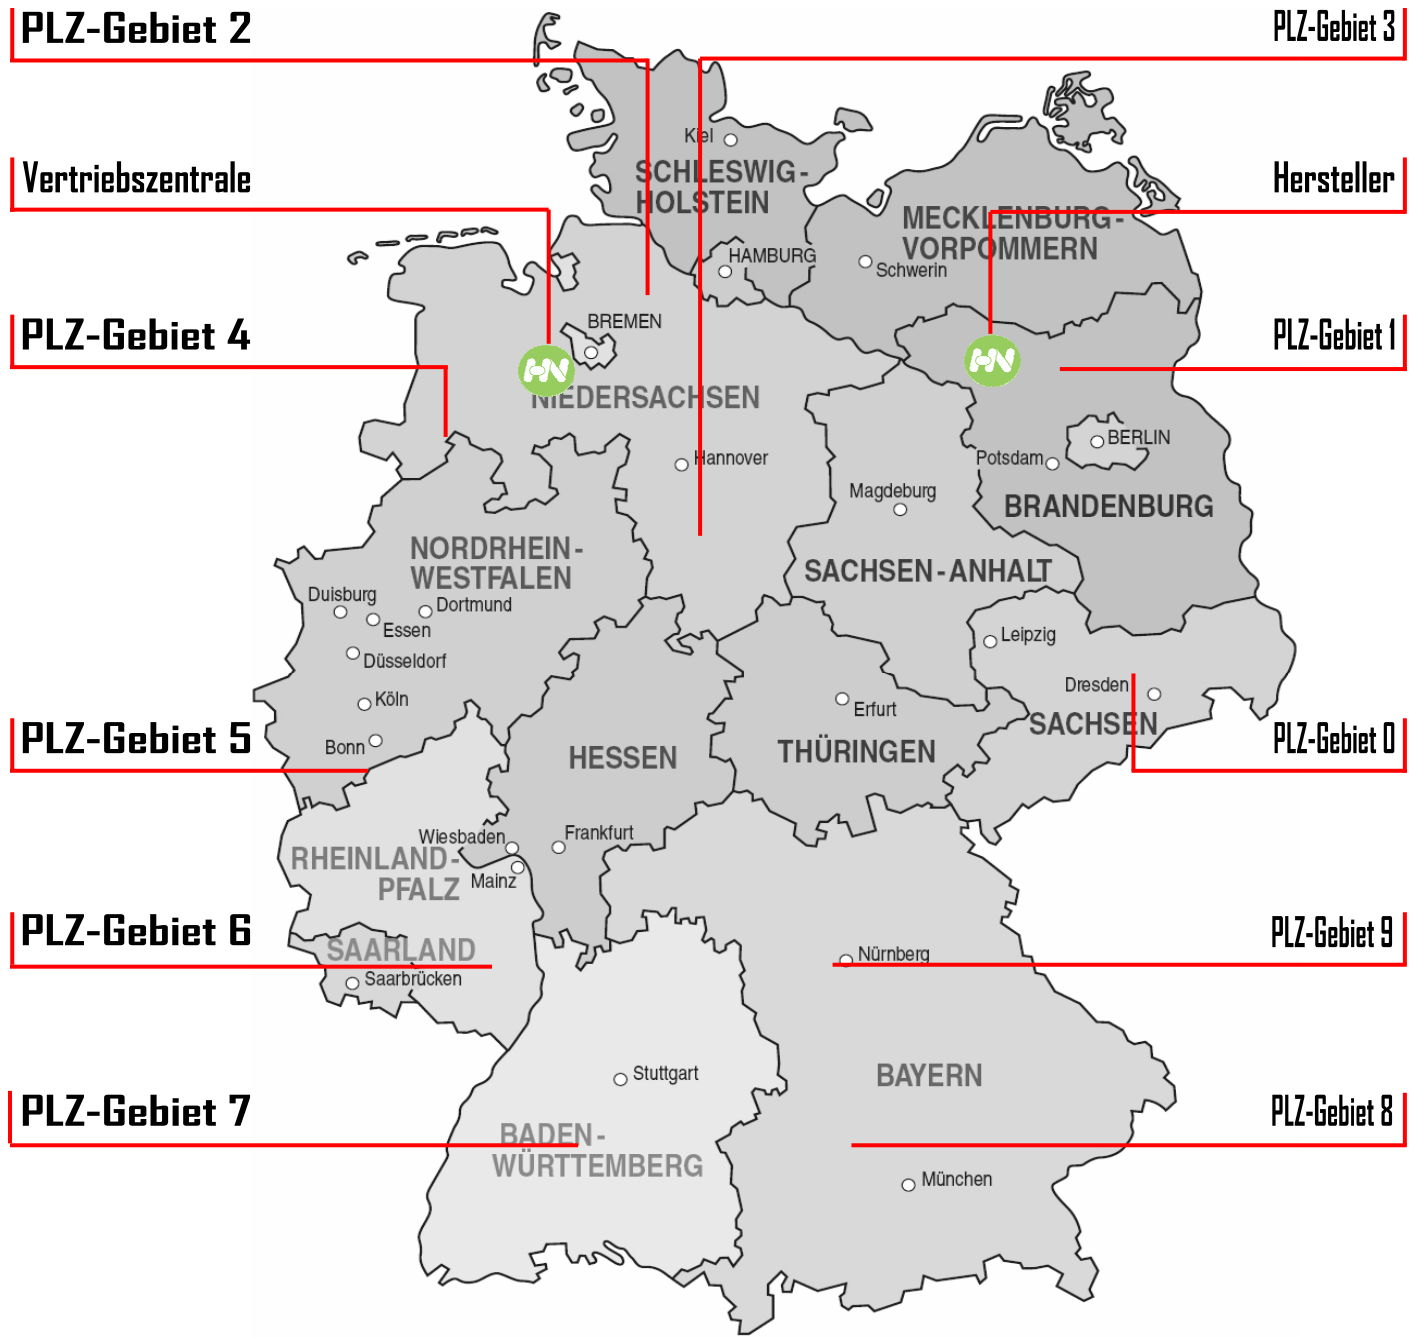 PLZ-Gebiet 2
PLZ-Gebiet 3
Kiel
SCHLESWIG-
HOLSTEIN
Vertriebszentrale
Hersteller
MECKLENBURG-
VORPOMMERN
HAMBURG
Schwerin
PLZ-Gebiet 4
BREMEN
PLZ-Gebiet 1
HN
HN
NIEDERSACHSEN
Hannover
BERLIN
Potsdam
Magdeburg
BRANDENBURG
NORDRHEIN-
WESTFALEN
SACHSEN-ANHALT
Duisburg
Dortmund
Essen
Leipzig
Düsseldorf
Köln
Dresden
Erfurt
SACHSEN
PLZ-Gebiet 5
Bonn
HESSEN
THÜRINGEN
PLZ-Gebiet 0
Wiesbaden
Frankfurt
RHEINLAND-
PFALZ
Mainz
PLZ-Gebiet 6
SAARLAND
Saarbrücken
Nürnberg
PLZ-Gebiet 9
Stuttgart
BAYERN
PLZ-Gebiet 7
BADEN-
WÜRTTEMBERG
PLZ-Gebiet 8
München